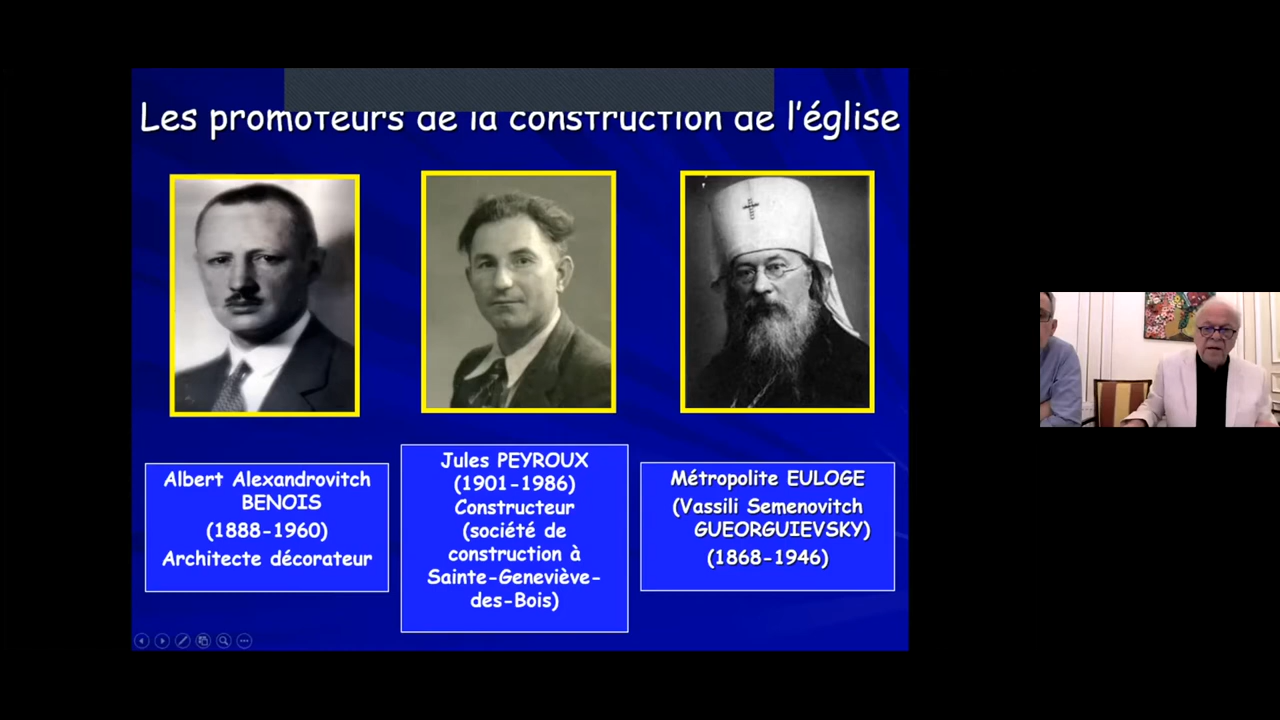 Les promoteurs de la construction de l'église
Albert Alexandrovitch
BENOIS
(1888-1960)
Architecte décorateur
Jules PEYROUX
(1901-1986)
Constructeur
(société de
construction à
Sainte-Geneviève-
des-Bois)
Métropolite EULOGE
(Vassili Semenovitch
GUEORGUIEVSKY)
(1868-1946)